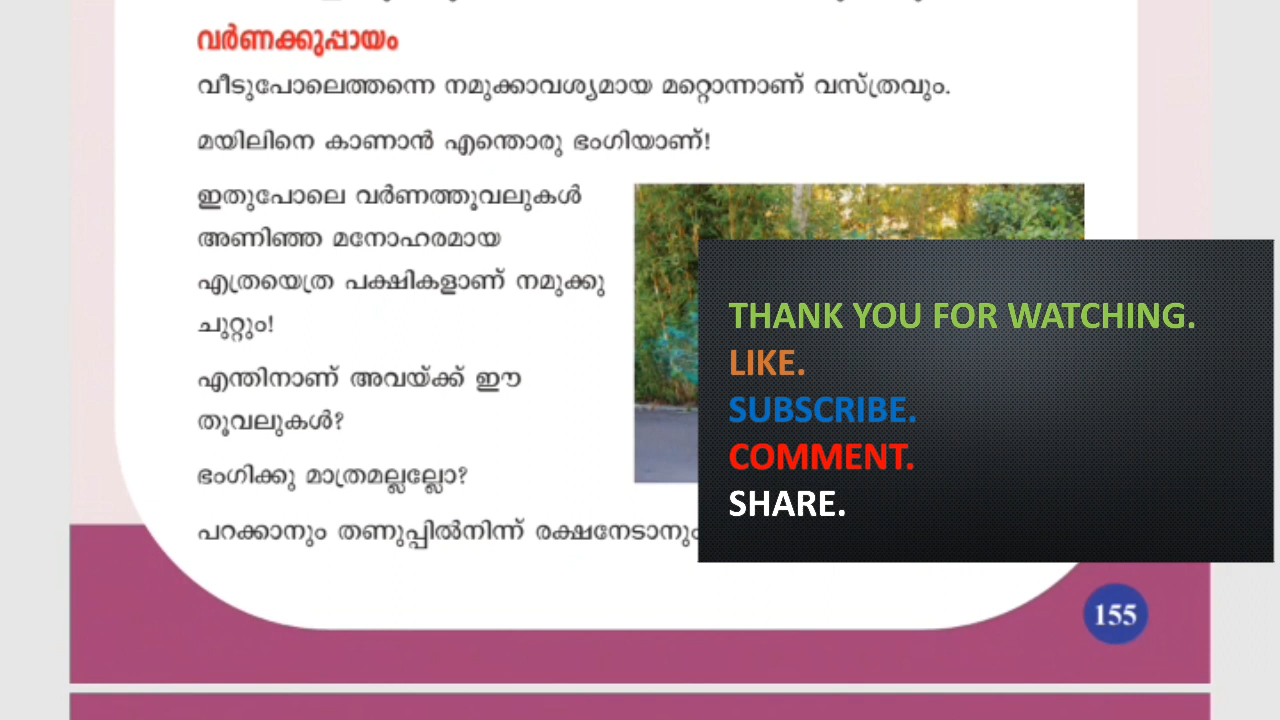 വർണക്കുപ്പായം
വീടുപോലെത്തന്നെ നമുക്കാവശ്യമായ മറ്റൊന്നാണ് വസ്ത്രവും.
മയിലിനെ കാണാൻ എന്തൊരു ഭംഗിയാണ്!
ഇതുപോലെ വർണത്തൂവലുകൾ
അണിഞ്ഞ മനോഹരമായ
എത്രയെത്ര പക്ഷികളാണ് നമുക്കു
ചുറ്റും!
എന്തിനാണ് അവയ്ക്ക് ഈ
തൂവലുകൾ?
ഭംഗിക്കു മാത്രമല്ലല്ലോ?
പറക്കാനും തണുപ്പിൽനിന്ന് രക്ഷനേടാനും
THANK YOU FOR WATCHING.
LIKE.
SUBSCRIBE.
COMMENT.
SHARE.
155